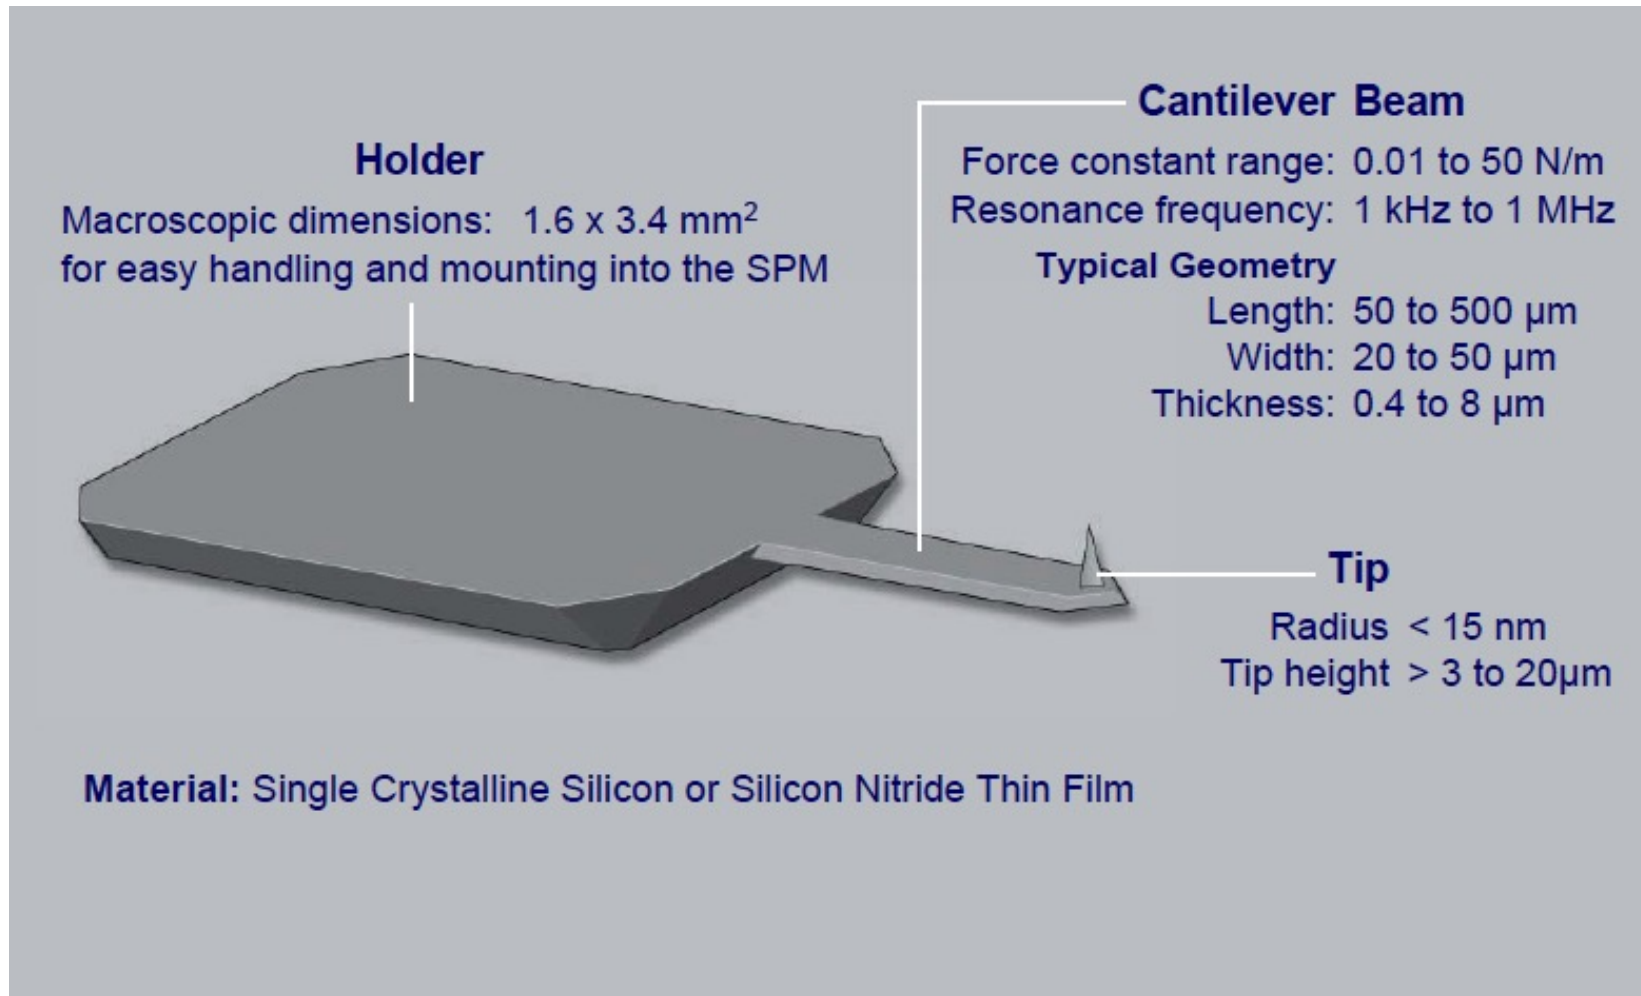 Holder
Macroscopic dimensions: 1.6 x 3.4 mm²
for easy handling and mounting into the SPM
Cantilever Beam
Force constant range: 0.01 to 50 N/m
Resonance frequency: 1 kHz to 1 MHz
Typical Geometry
Length: 50 to 500 µm
Width: 20 to 50 µm
Thickness: 0.4 to 8 µm
Tip
Radius < 15 nm
Tip height > 3 to 20µm
Material: Single Crystalline Silicon or Silicon Nitride Thin Film